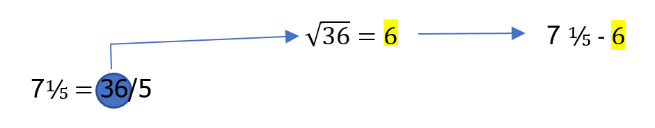 √36 = 6
7 ⅕ - 6
7⅕ = 36/5